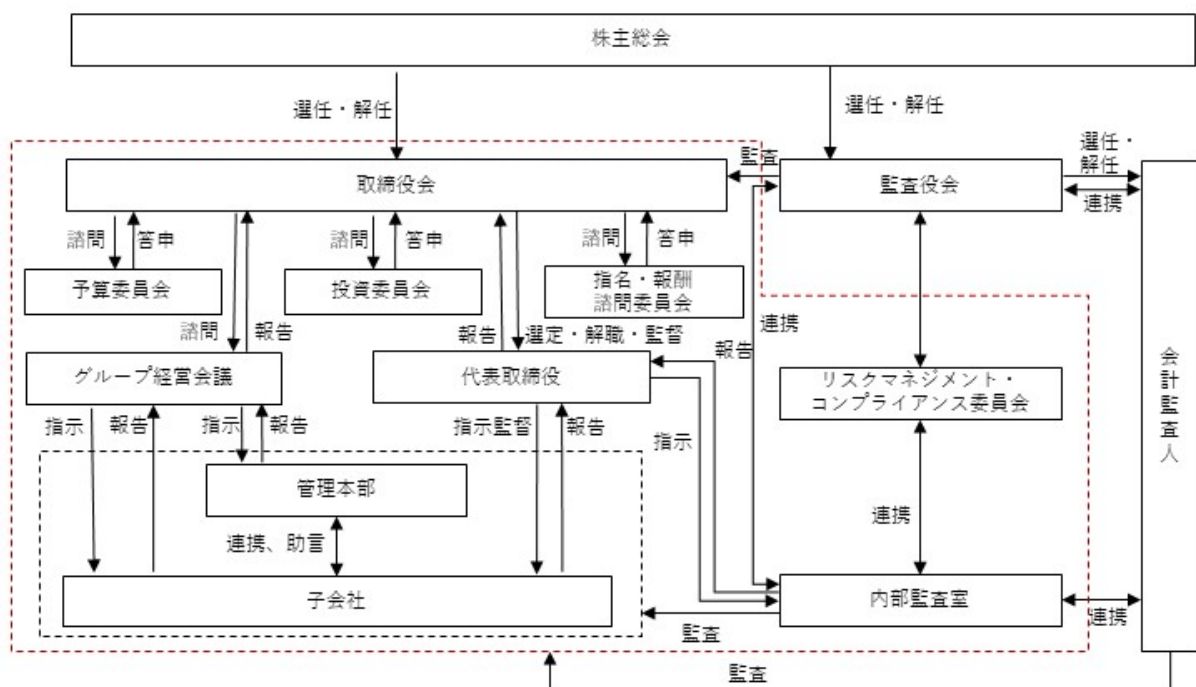 株主総会
選任・解任
選任・解任
選任・
解任
監査
取締役会
監査役会
連携
諮問
答申
諮問
答申
諮問
答申
予算委員会
投資委員会
指名・報酬
諮問委員会
諮問
報告
報告
選定・解職・監督
報告
連携
グループ経営会議
代表取締役
リスクマネジメント・
コンプライアンス委員会
会計監査人
指示
報告
指示
報告
指示監督
報告
指示
管理本部
連携
連携、助言
子会社
内部監査室
監査
連携
監査